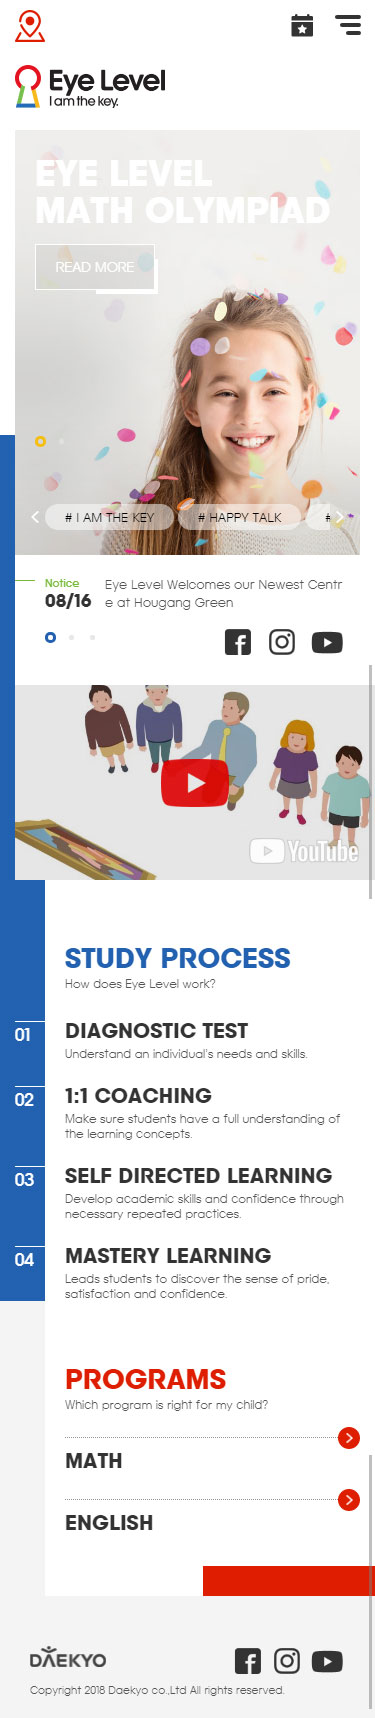 Eye Level
I am the key.
EYE LEVEL
MATH OLYMPIAD
READ MORE
# I AM THE KEY
# HAPPY TALK
#
Notice
08/16
Eye Level Welcomes our Newest Centr
e at Hougang Green
YouTube
STUDY PROCESS
How does Eye Level work?
01
DIAGNOSTIC TEST
Understand an individual's needs and skills.
02
1:1 COACHING
Make sure students have a full understanding of
the learning concepts.
03
SELF DIRECTED LEARNING
Develop academic skills and confidence through
necessary repeated practices.
04
MASTERY LEARNING
Leads students to discover the sense of pride,
satisfaction and confidence.
PROGRAMS
Which program is right for my child?
MATH
ENGLISH
DAEKYO
Copyright 2018 Daekyo co.,Ltd All rights reserved.